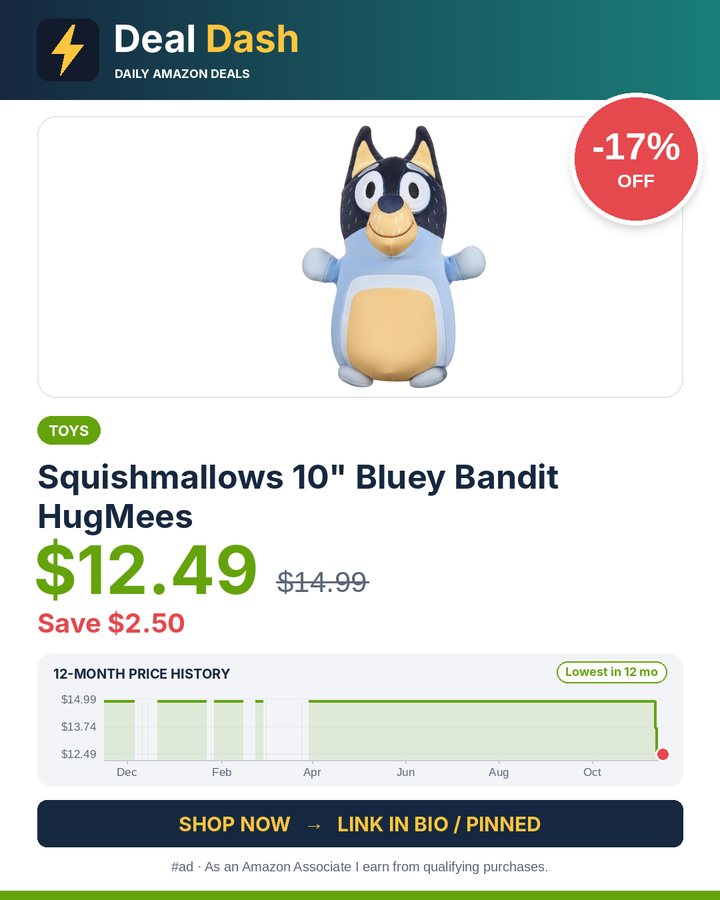 Deal Dash
DAILY AMAZON DEALS
-17%
OFF
TOYS
Squishmallows 10" Bluey Bandit
HugMees
$12.49 $14.99
Save $2.50
12-MONTH PRICE HISTORY
Lowest in 12 mo
$14.99
$13.74
$12.49
Dec Feb Apr Jun Aug Oct
SHOP NOW → LINK IN BIO / PINNED
#ad · As an Amazon Associate I earn from qualifying purchases.